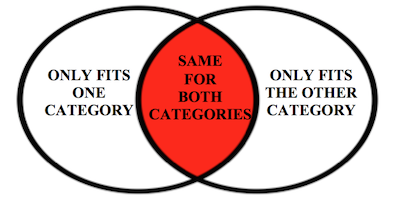 ONLY FITS
ONE
CATEGORY
SAME
FOR
BOTH
CATEGORIES
ONLY FITS
THE OTHER
CATEGORY